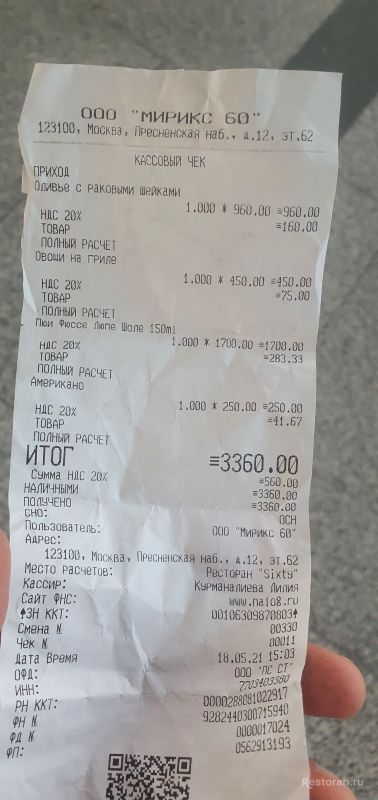 ООО "МИРИКС 60"
123100, Москва, Пресненская наб., д.12, эт.62
КАССОВЫЙ ЧЕК
ПРИХОД
Оливье с раковыми шейками
1.000 * 960.00 =960.00
НДС 20% =160.00
ТОВАР
ПОЛНЫЙ РАСЧЕТ
Овощи на гриле
1.000 * 450.00 =450.00
НДС 20% =75.00
ТОВАР
ПОЛНЫЙ РАСЧЕТ
Пюи Фюссе Люпе Шоле 150ml
1.000 * 1700.00 =1700.00
НДС 20% =283.33
ТОВАР
ПОЛНЫЙ РАСЧЕТ
Американо
1.000 * 250.00 =250.00
НДС 20% =41.67
ТОВАР
ПОЛНЫЙ РАСЧЕТ
ИТОГ =3360.00
Сумма НДС 20% =560.00
НАЛИЧНЫМИ =3360.00
ПОЛУЧЕНО =3360.00
СНО: ОСН
Пользователь: ООО "Мирикс 60"
Адрес:
123100, Москва, Пресненская наб., д.12, эт.62
Место расчетов: Ресторан "Sixty"
Кассир: Курманалиева Лилия
Сайт ФНС: www.nalog.ru
ЗН ККТ: 00106309870803
Смена N 00330
Чек N 00011
Дата Время 18.05.21 15:03
ОФД: ООО "ПС СТ"
ИНН: 7703403380
РН ККТ: 0000288081022917
ФН N 9282440300715940
ФД N 0000017024
ФП: 0562913193
Restoran.ru